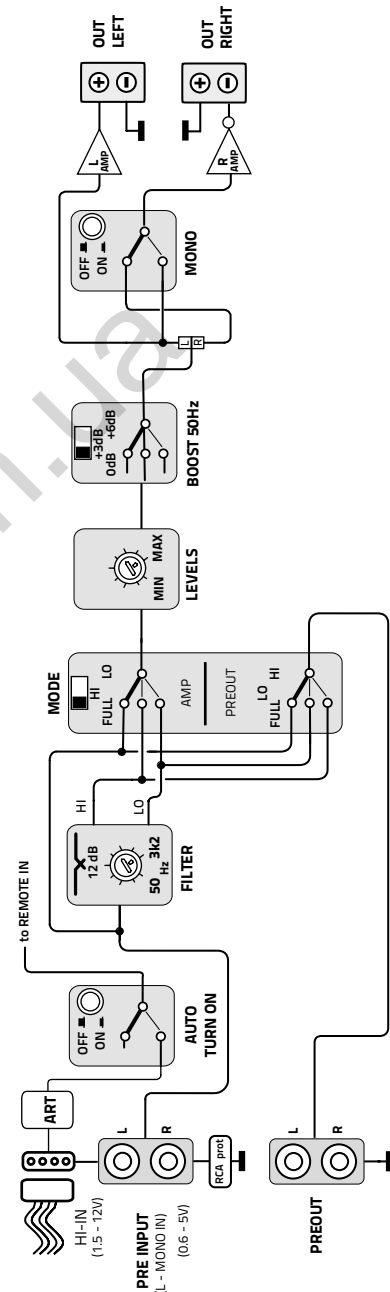 HI-IN
(1.5 - 12V)
PRE INPUT
(L - MONO IN)
(0.6 - 5V)
L
R
RCA prot
ART
OFF
ON
AUTO
TURN ON
to REMOTE IN
12 dB
50 Hz 3k2
FILTER
HI
LO
MODE
FULL HI LO
AMP
PREOUT
FULL LO HI
PREOUT
L
R
MIN MAX
LEVELS
0dB +3dB +6dB
BOOST 50Hz
L
R
OFF
ON
MONO
L AMP
R AMP
OUT
LEFT
+ -
OUT
RIGHT
+ -